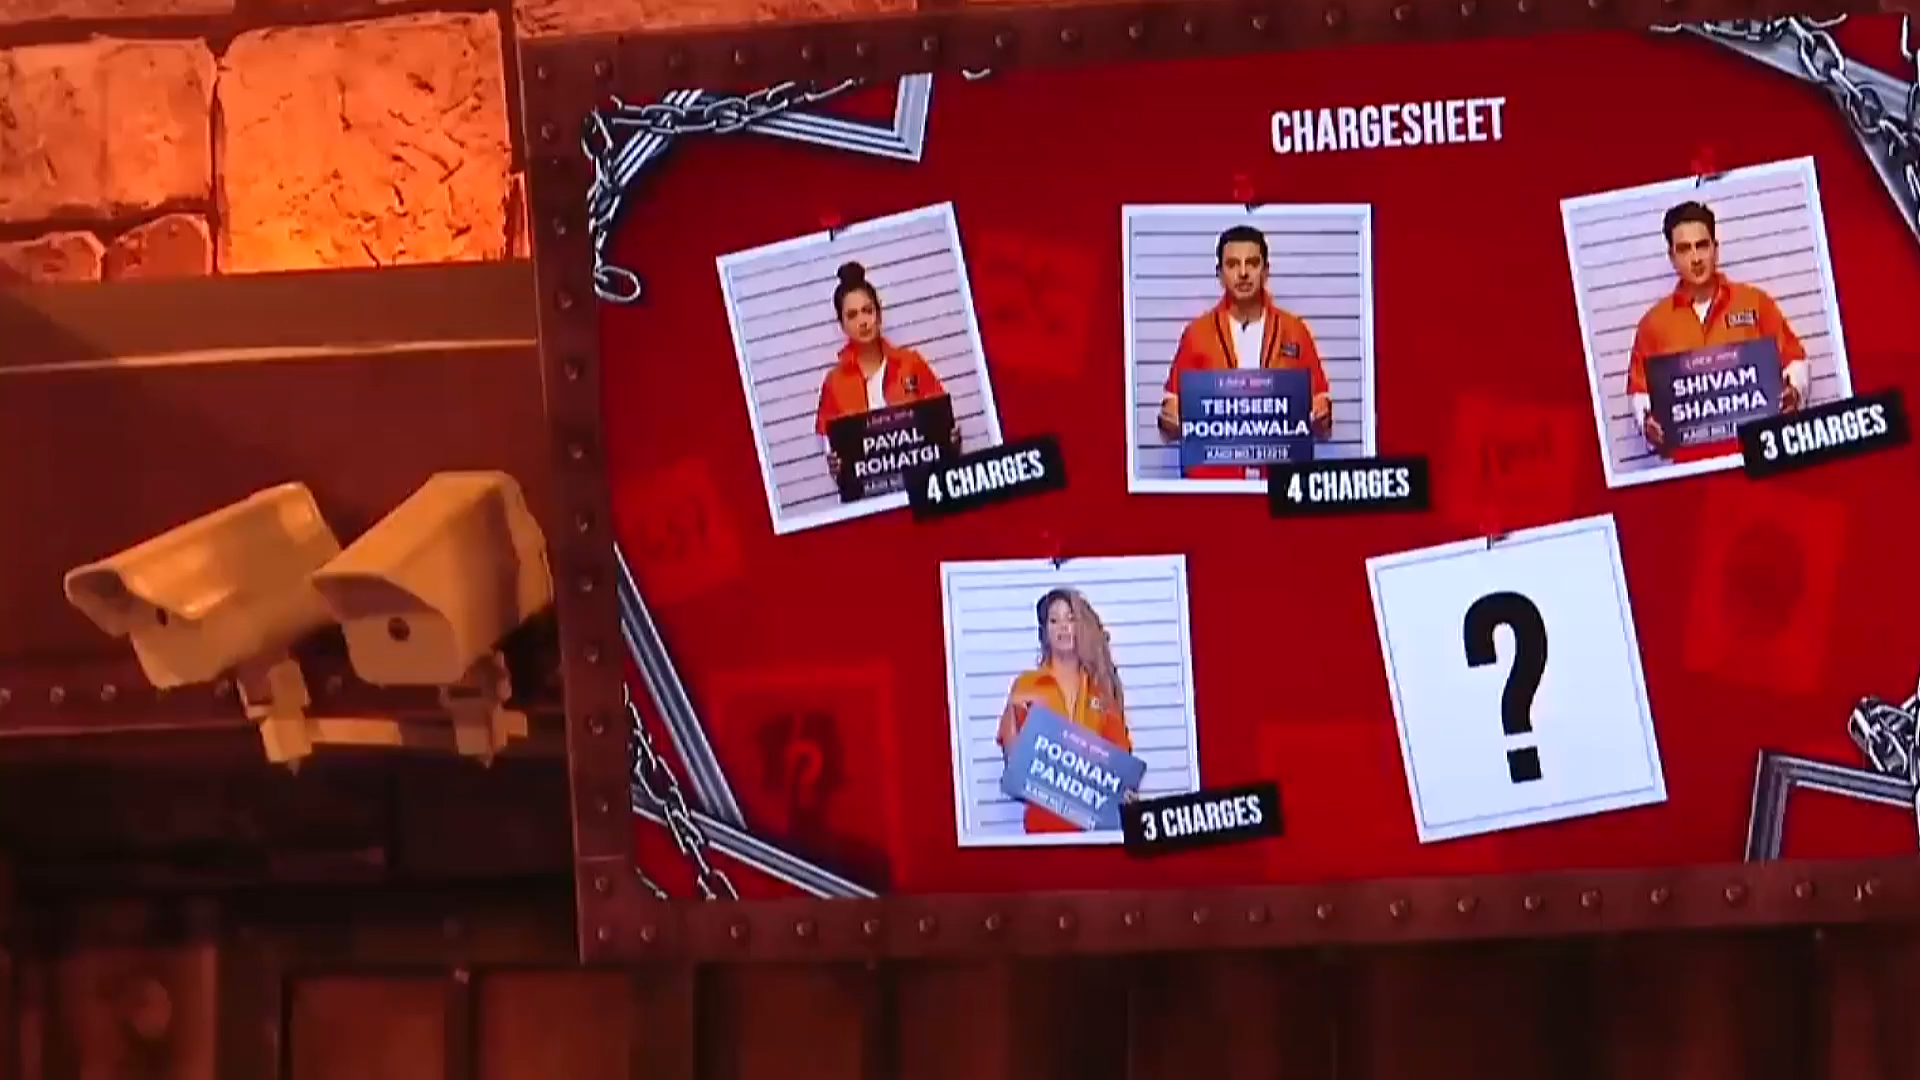 CHARGESHEET
PAYAL
ROHATGI
4 CHARGES
TEHSEEN
POONAWALA
4 CHARGES
SHIVAM
SHARMA
3 CHARGES
POONAM
PANDEY
3 CHARGES
?